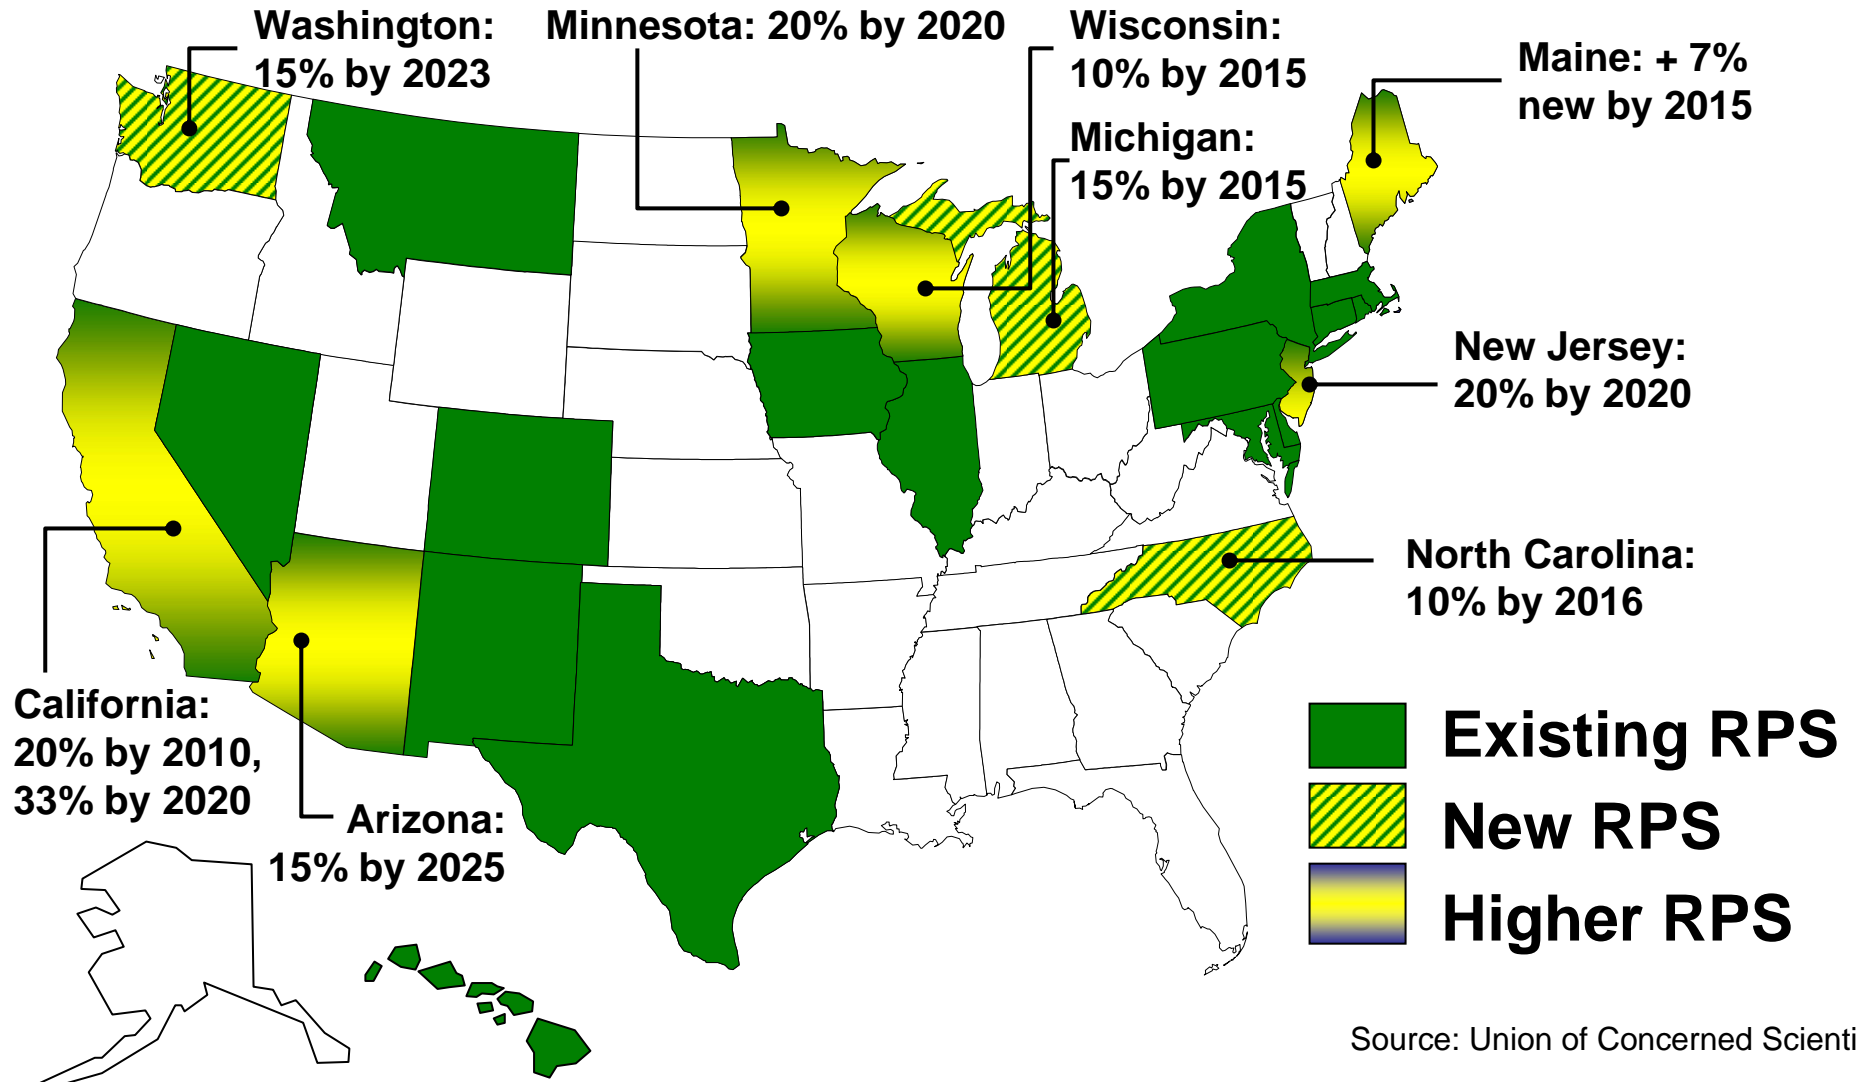 Washington:
15% by 2023
Minnesota: 20% by 2020
Wisconsin:
10% by 2015
Michigan:
15% by 2015
Maine: + 7%
new by 2015
New Jersey:
20% by 2020
North Carolina:
10% by 2016
California:
20% by 2010,
33% by 2020
Arizona:
15% by 2025
Existing RPS
New RPS
Higher RPS
Source: Union of Concerned Scienti